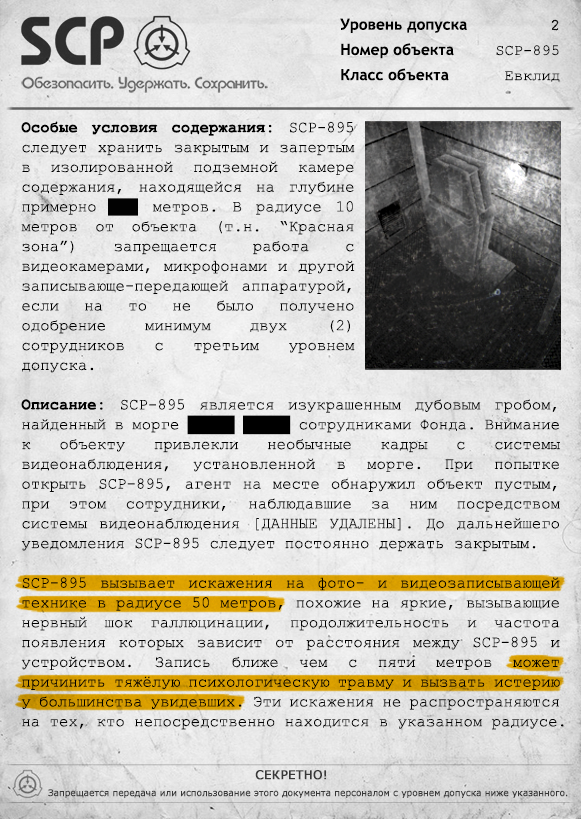 SCP
Обезопасить. Удержать. Сохранить.
Уровень допуска 2
Номер объекта SCP-895
Класс объекта Евклид
Особые условия содержания: SCP-895
следует хранить закрытым и запертым
в изолированной подземной камере
содержания, находящейся на глубине
примерно метров. В радиусе 10
метров от объекта (т.н. “Красная
зона”) запрещается работа с
видеокамерами, микрофонами и другой
записывающе-передающей аппаратурой,
если на то не было получено
одобрение минимум двух (2)
сотрудников с третьим уровнем
допуска.
Описание: SCP-895 является изукрашенным дубовым гробом,
найденный в морге сотрудниками Фонда. Внимание
к объекту привлекли необычные кадры с системы
видеонаблюдения, установленной в морге. При попытке
открыть SCP-895, агент на месте обнаружил объект пустым,
при этом сотрудники, наблюдавшие за ним посредством
системы видеонаблюдения [ДАННЫЕ УДАЛЕНЫ]. До дальнейшего
уведомления SCP-895 следует постоянно держать закрытым.
SCP-895 вызывает искажения на фото- и видеозаписывающей
технике в радиусе 50 метров, похожие на яркие, вызывающие
нервный шок галлюцинации, продолжительность и частота
появления которых зависит от расстояния между SCP-895 и
устройством. Запись ближе чем с пяти метров может
причинить тяжёлую психологическую травму и вызвать истерию
у большинства увидевших. Эти искажения не распространяются
на тех, кто непосредственно находится в указанном радиусе.
СЕКРЕТНО!
Запрещается передача или использование этого документа персоналом с уровнем допуска ниже указанного.